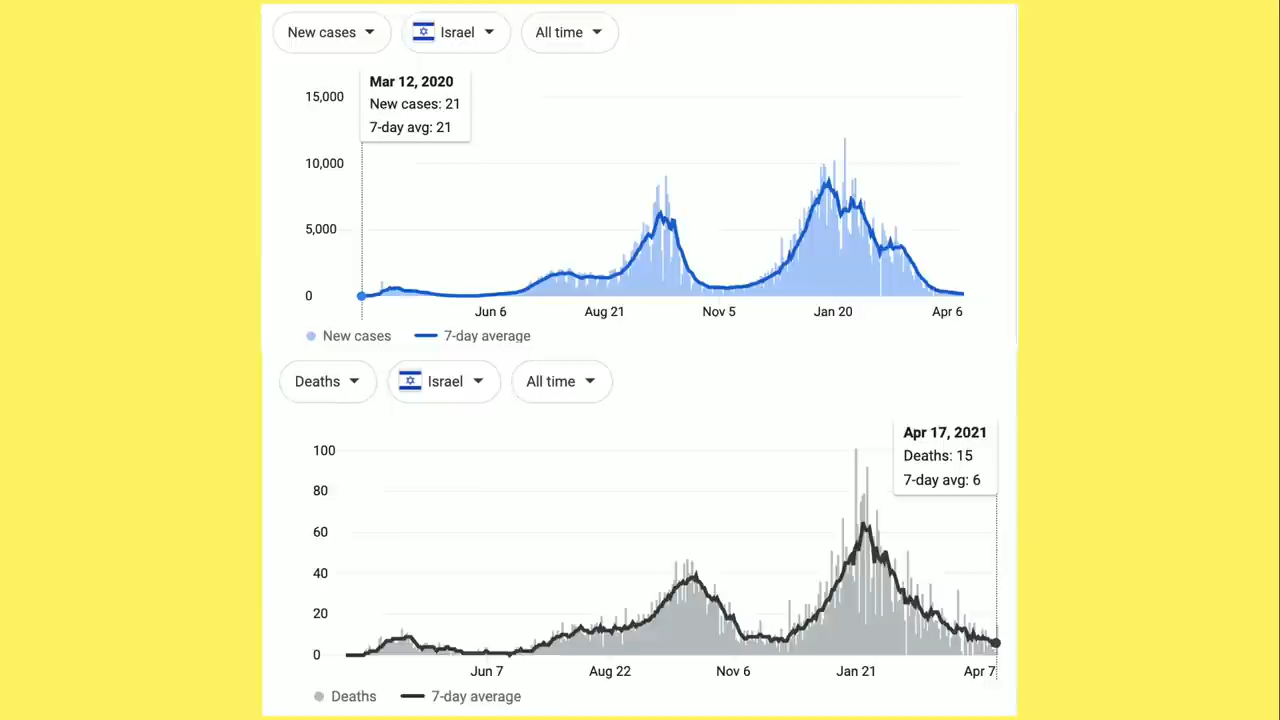 New cases Israel All time
Mar 12, 2020
New cases: 21
7-day avg: 21
15,000
10,000
5,000
0
Jun 6 Aug 21 Nov 5 Jan 20 Apr 6
New cases 7-day average
Deaths Israel All time
Apr 17, 2021
Deaths: 15
7-day avg: 6
100
80
60
40
20
0
Jun 7 Aug 22 Nov 6 Jan 21 Apr 7
Deaths 7-day average